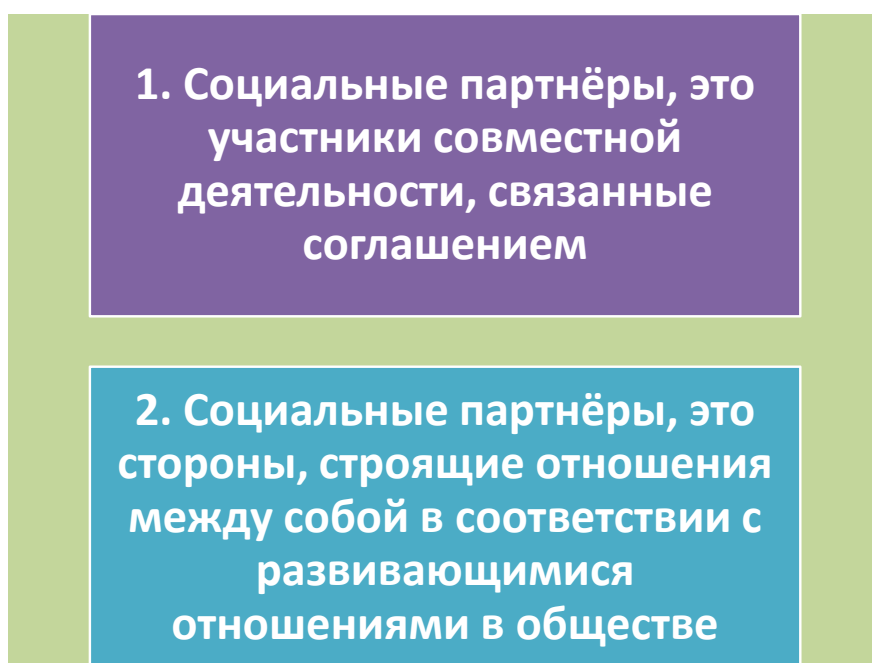 1. Социальные партнёры, это
участники совместной
деятельности, связанные
соглашением
2. Социальные партнёры, это
стороны, строящие отношения
между собой в соответствии с
развивающимися
отношениями в обществе